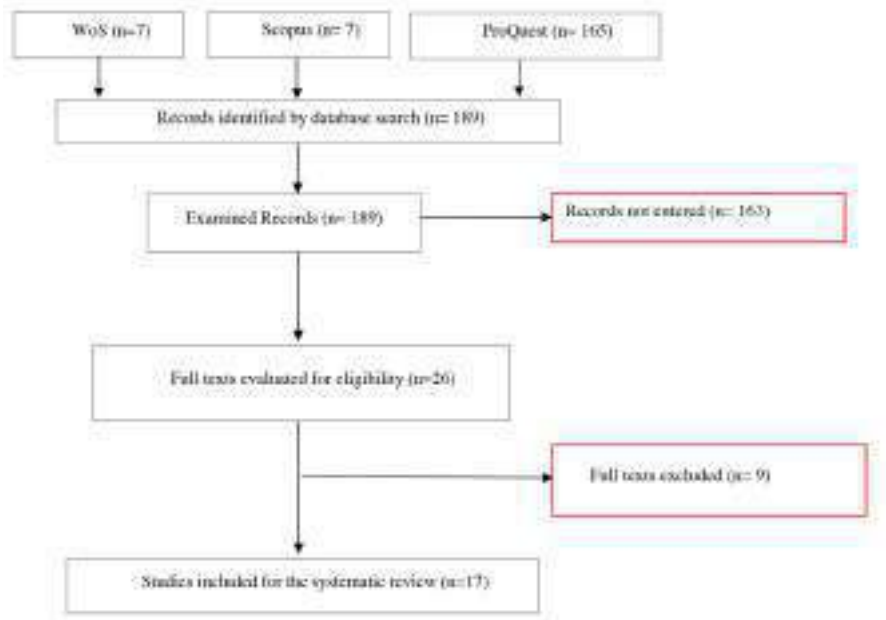 WoS (n=7)
Scopus (n= 7)
ProQuest (n= 165)
Records identified by database search (n= 189)
Examined Records (n= 189)
Records not entered (n= 163)
Full texts evaluated for eligibility (n=26)
Full texts excluded (n= 9)
Studies included for the systematic review (n=17)